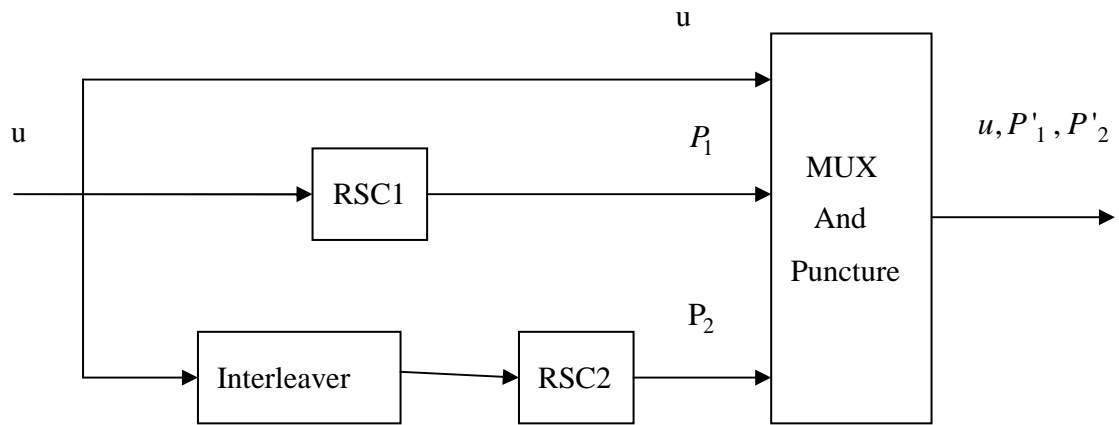 u
u
P₁
u, P'₁, P'₂
RSC1
MUX
And
Puncture
P₂
Interleaver
RSC2